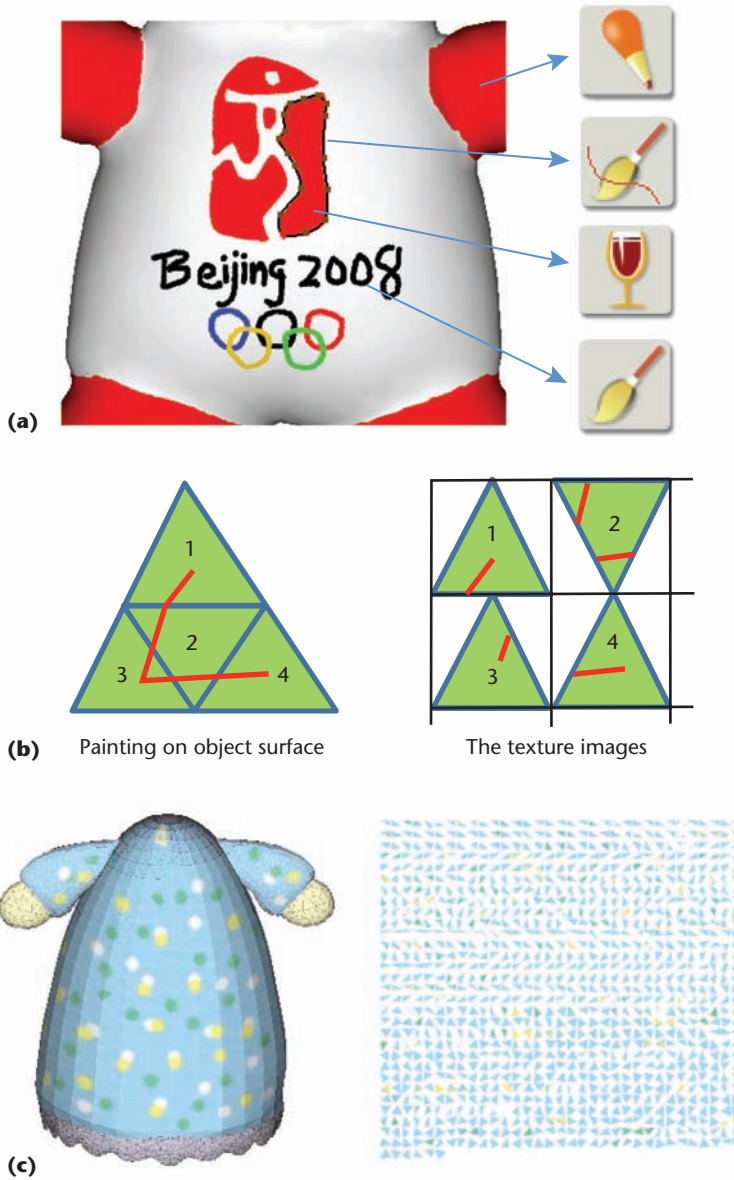 Beijing 2008
(a)
1
2
3
4
1
2
3
4
(b)
Painting on object surface
The texture images
(c)